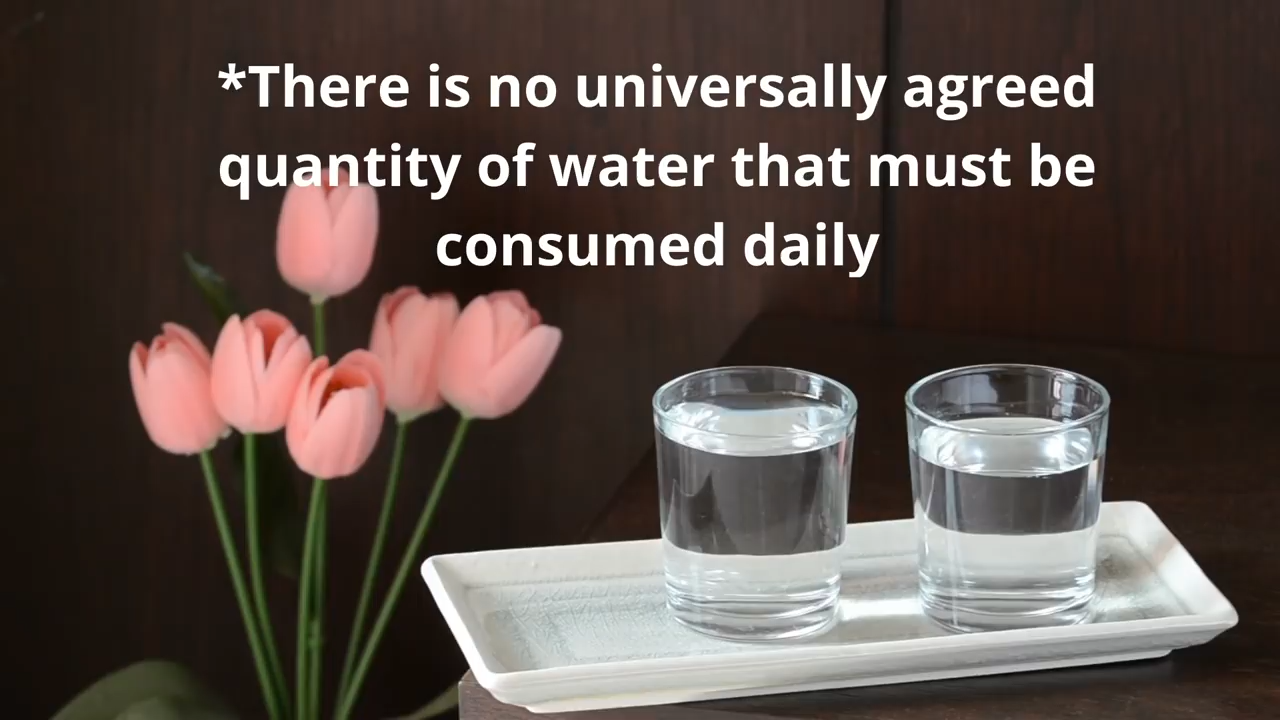 *There is no universally agreed
quantity of water that must be
consumed daily